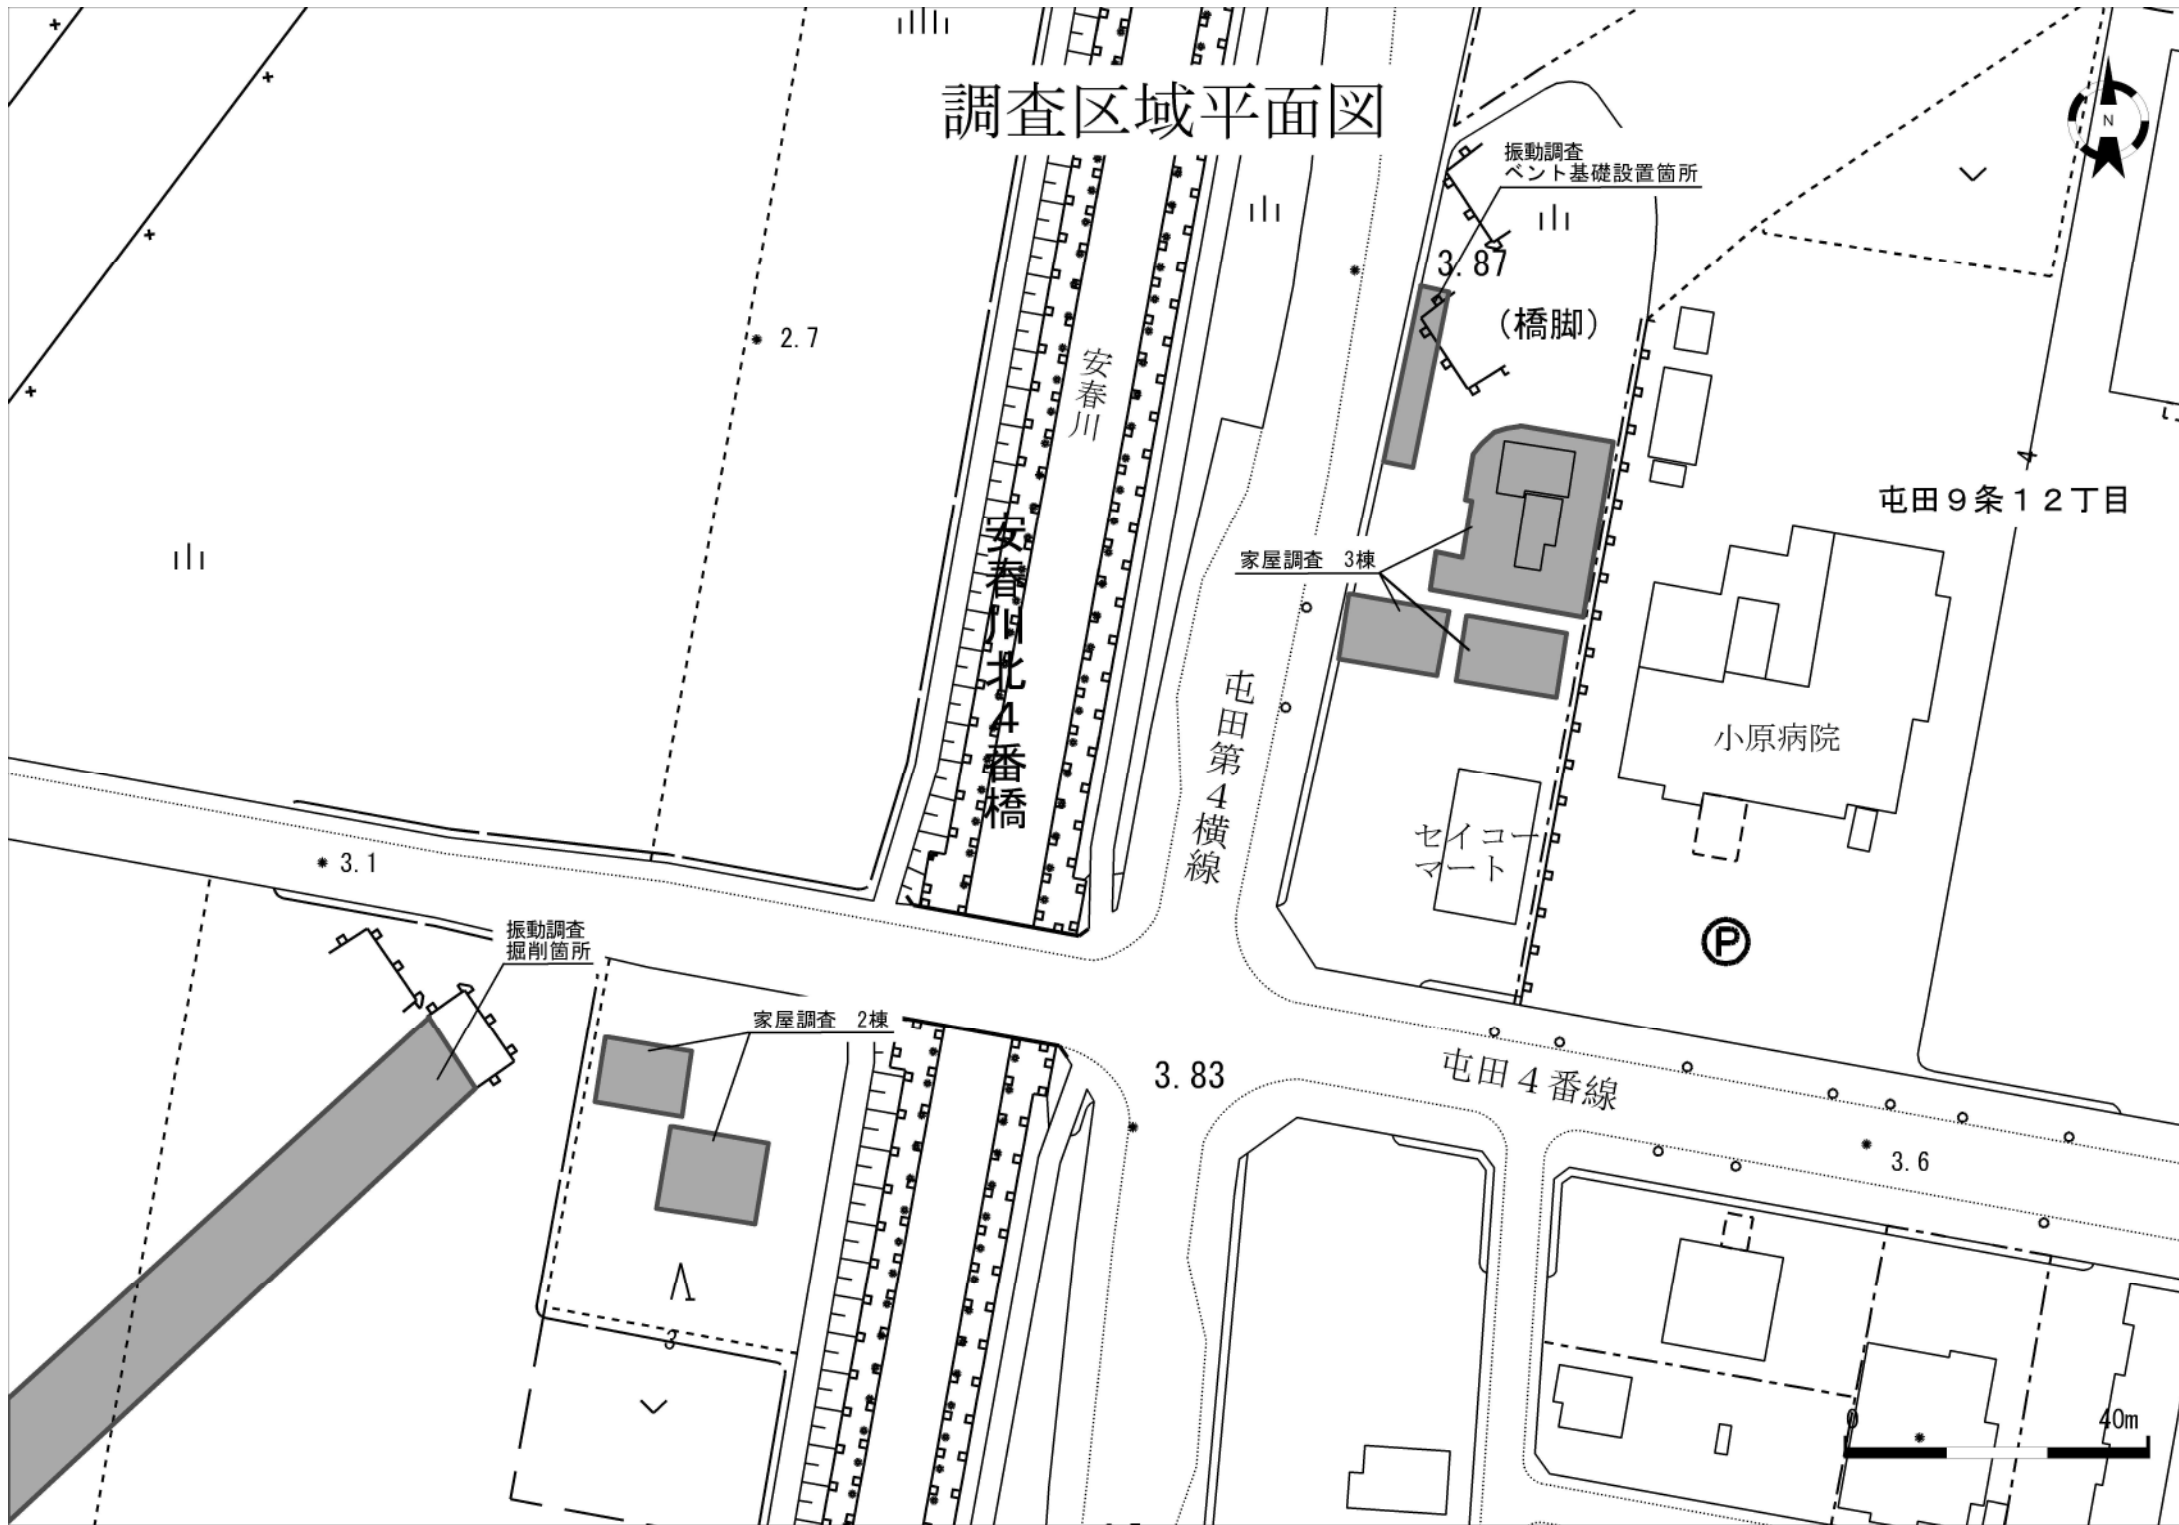 調査区域平面図
N
振動調査
ベント基礎設置箇所
3.87
(橋脚)
2.7
安春川
4
屯田9条12丁目
安春川北4番橋
家屋調査 3棟
屯田第4横線
小原病院
セイコー
マート
3.1
P
振動調査
掘削箇所
家屋調査 2棟
3.83
屯田4番線
3.6
3
0
40m